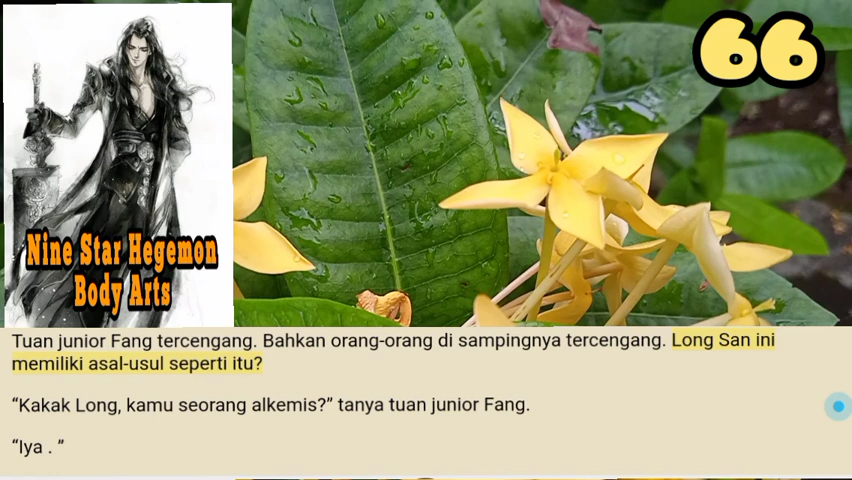 66
Nine Star Hegemon
Body Arts
Tuan junior Fang tercengang. Bahkan orang-orang di sampingnya tercengang. Long San ini
memiliki asal-usul seperti itu?
“Kakak Long, kamu seorang alkemis?” tanya tuan junior Fang.
“Iya . ”